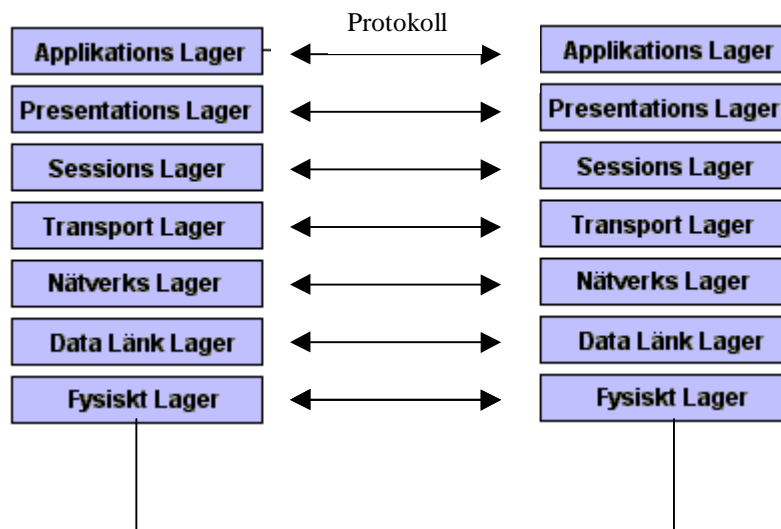 Protokoll
Applikations Lager
Applikations Lager
Presentations Lager
Presentations Lager
Sessions Lager
Sessions Lager
Transport Lager
Transport Lager
Nätverks Lager
Nätverks Lager
Data Länk Lager
Data Länk Lager
Fysiskt Lager
Fysiskt Lager